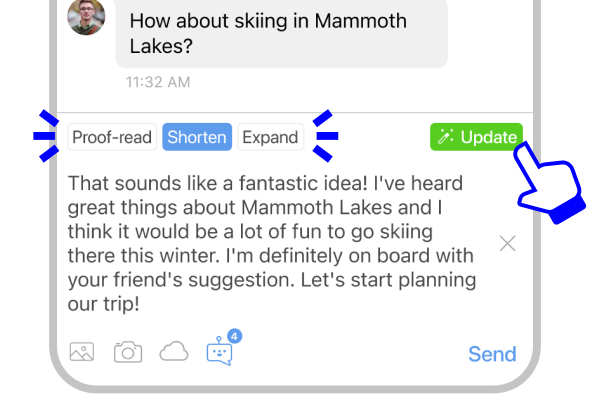 How about skiing in Mammoth
Lakes?
11:32 AM
Proof-read Shorten Expand Update
That sounds like a fantastic idea! I've heard
great things about Mammoth Lakes and I
think it would be a lot of fun to go skiing
there this winter. I'm definitely on board with
your friend's suggestion. Let's start planning
our trip!
4
Send